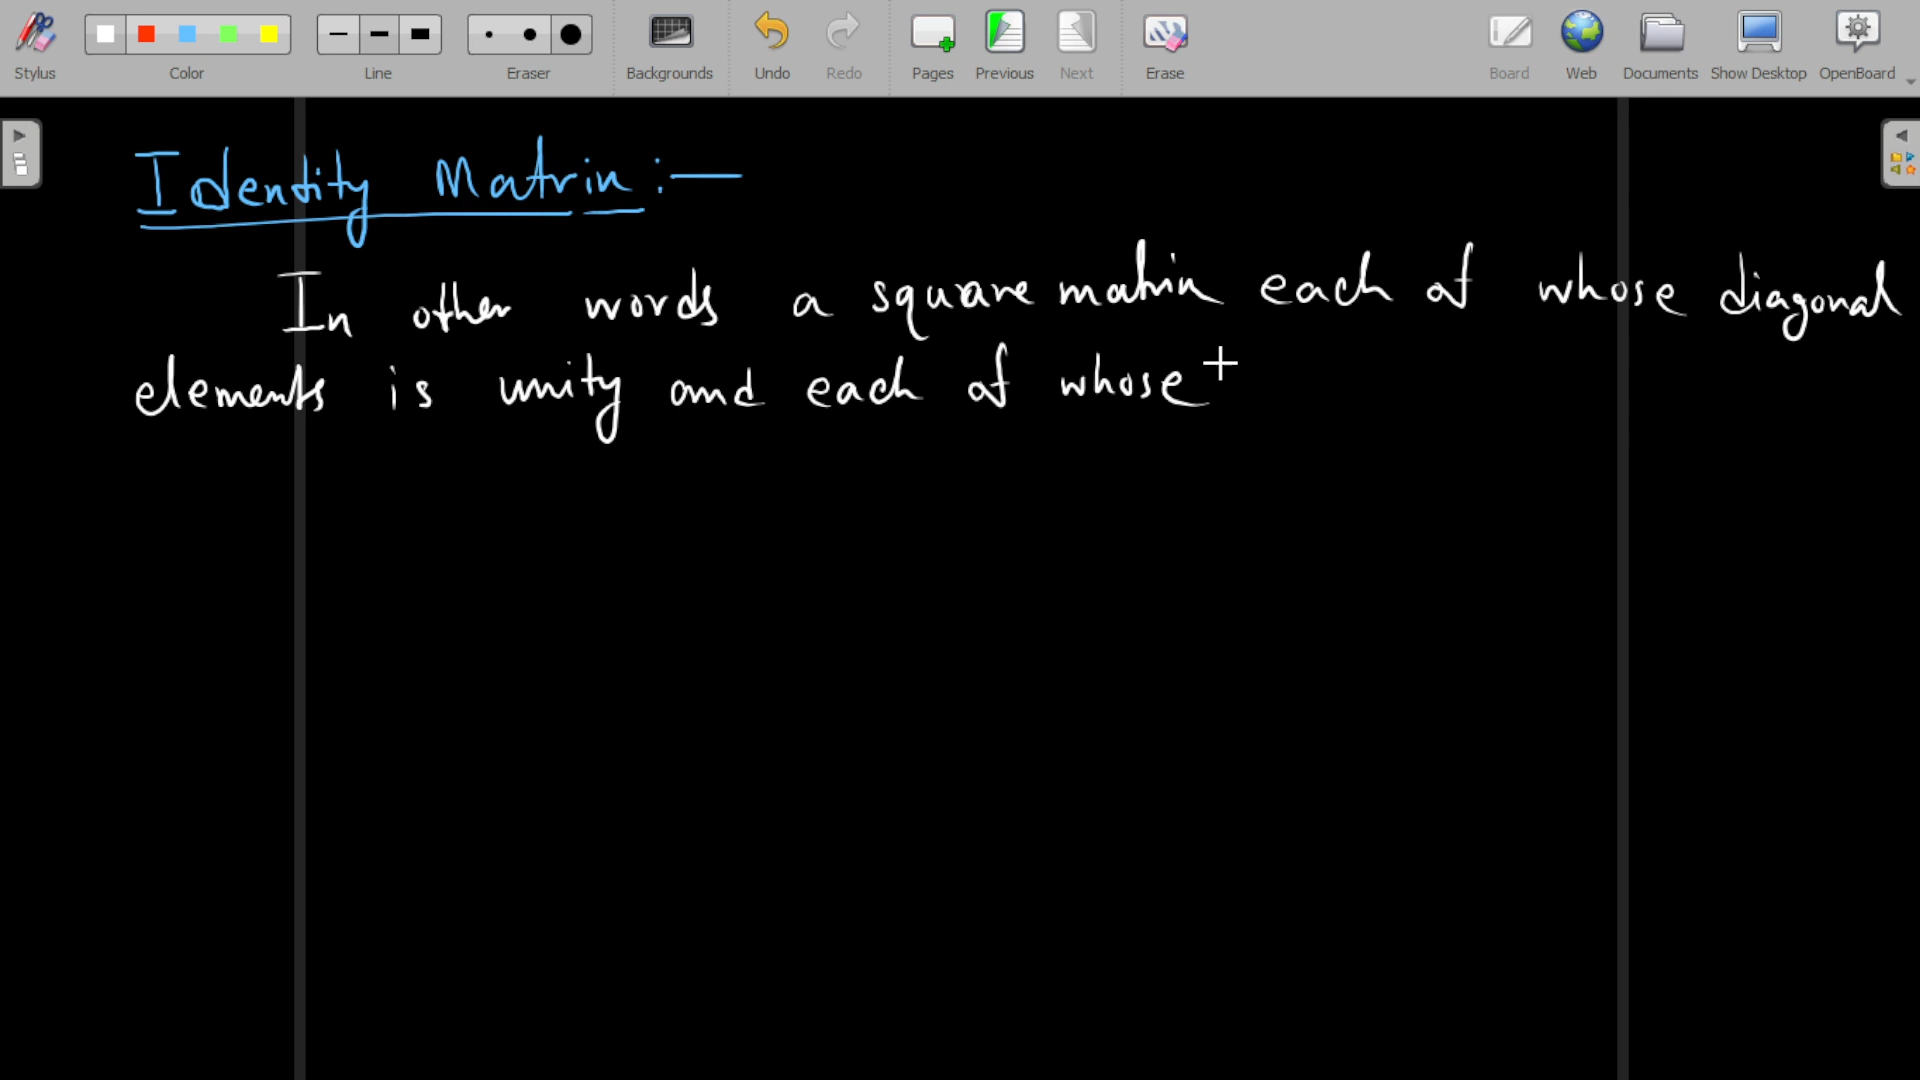 Stylus Color Line Eraser Backgrounds Undo Redo Pages Previous Next Erase Board Web Documents Show Desktop OpenBoard
Identity Matrix :—
In other words a square matrix each of whose diagonal
elements is unity and each of whose